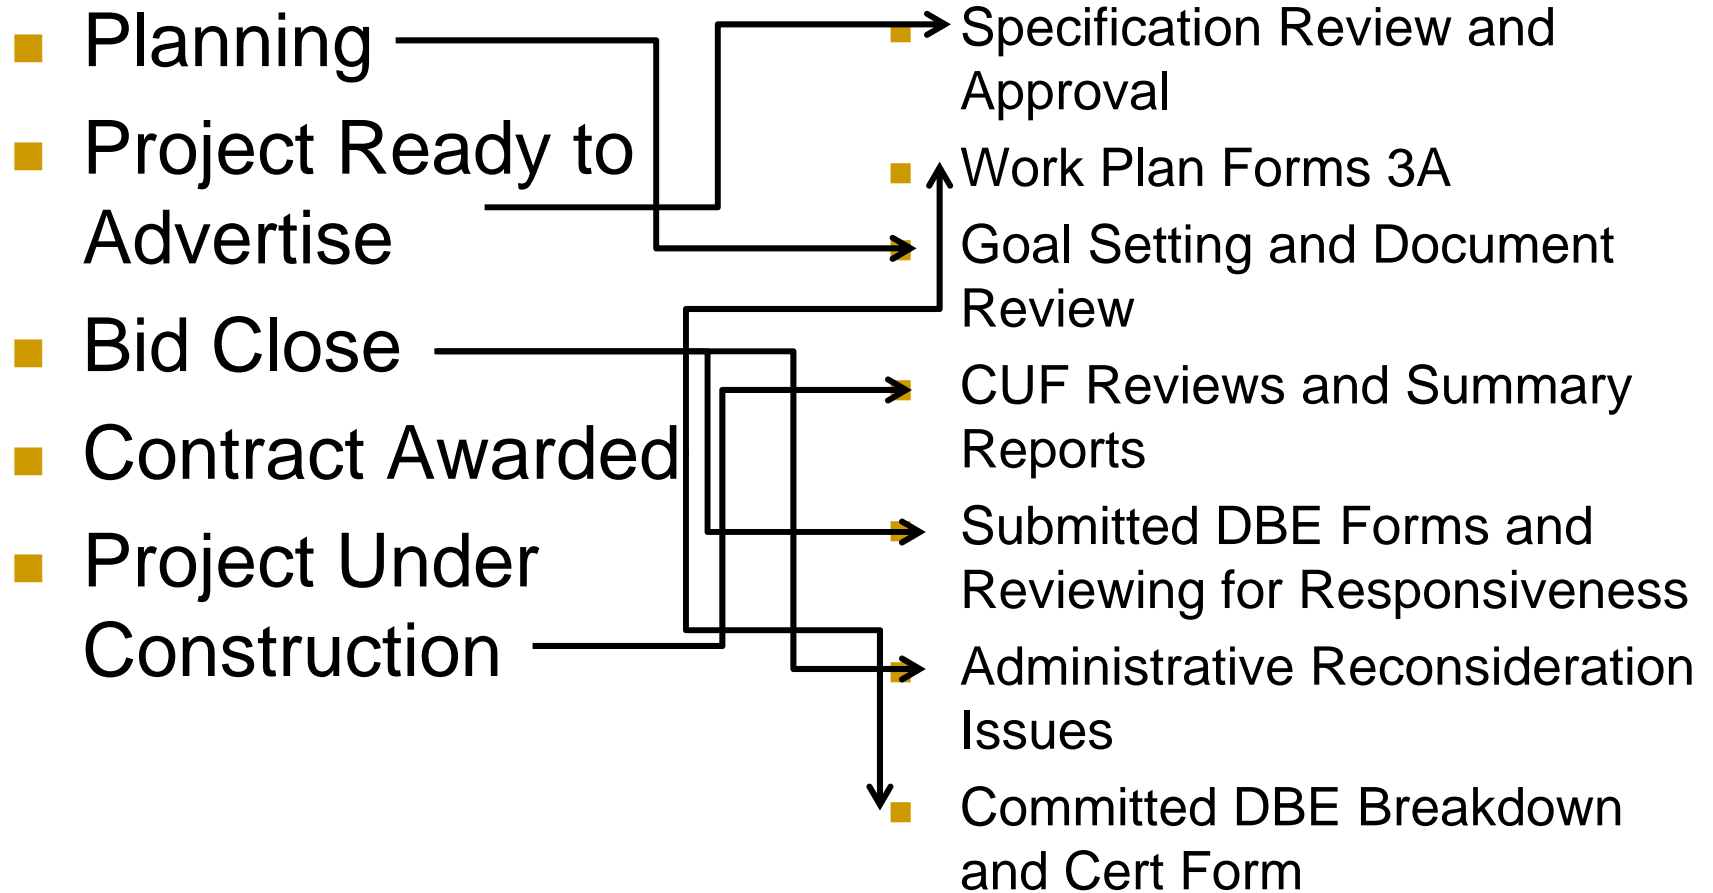 Planning
Project Ready to
Advertise
Bid Close
Contract Awarded
Project Under
Construction
Specification Review and
Approval
Work Plan Forms 3A
Goal Setting and Document
Review
CUF Reviews and Summary
Reports
Submitted DBE Forms and
Reviewing for Responsiveness
Administrative Reconsideration
Issues
Committed DBE Breakdown
and Cert Form